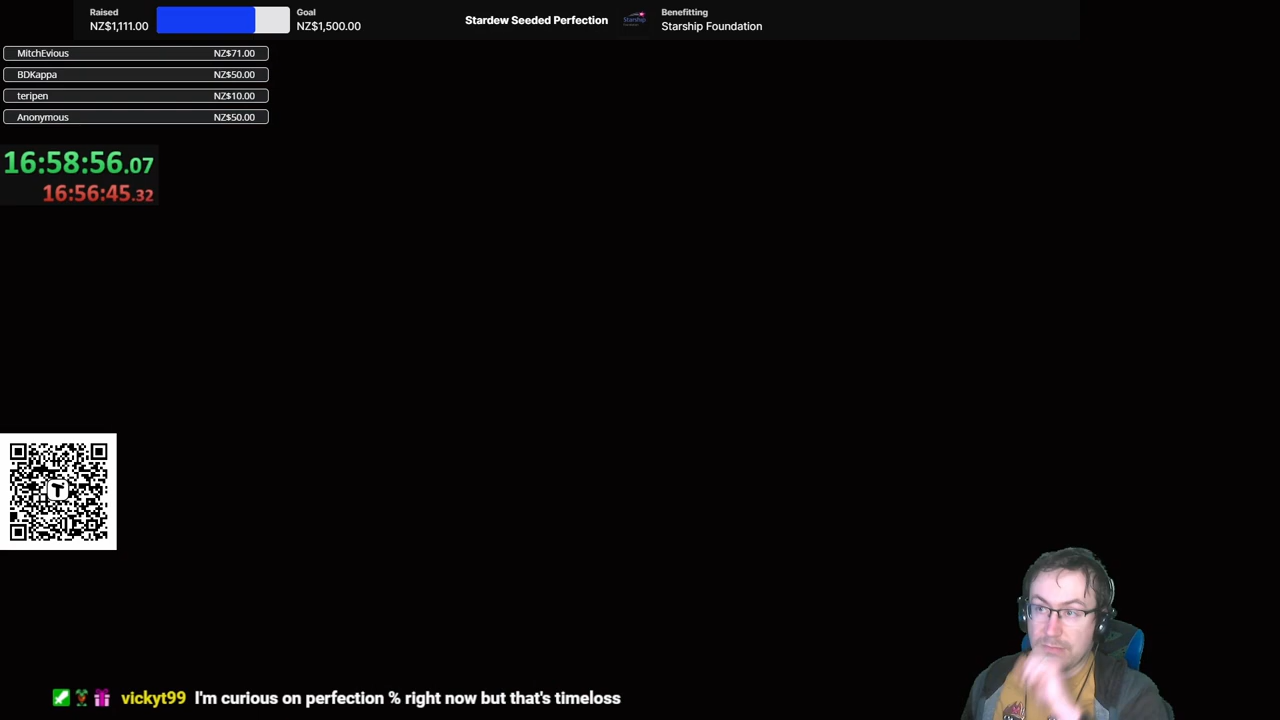 Raised
NZ$1,111.00
Goal
NZ$1,500.00
Stardew Seeded Perfection
Starship
Benefitting
Starship Foundation
MitchEvious NZ$71.00
BDKappa NZ$50.00
teripen NZ$10.00
Anonymous NZ$50.00
16:58:56.07
16:56:45.32
T
vickyt99 I'm curious on perfection % right now but that's timeloss